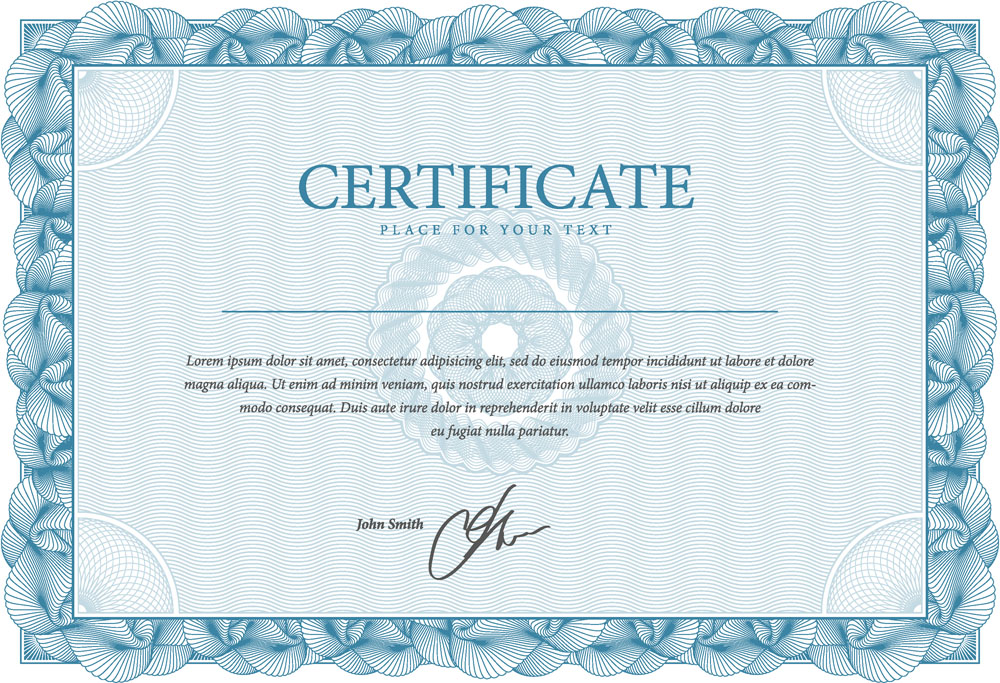 CERTIFICATE
PLACE FOR YOUR TEXT
Lorem ipsum dolor sit amet, consectetur adipisicing elit, sed do eiusmod tempor incididunt ut labore et dolore
magna aliqua. Ut enim ad minim veniam, quis nostrud exercitation ullamco laboris nisi ut aliquip ex ea com-
modo consequat. Duis aute irure dolor in reprehenderit in voluptate velit esse cillum dolore
eu fugiat nulla pariatur.
John Smith